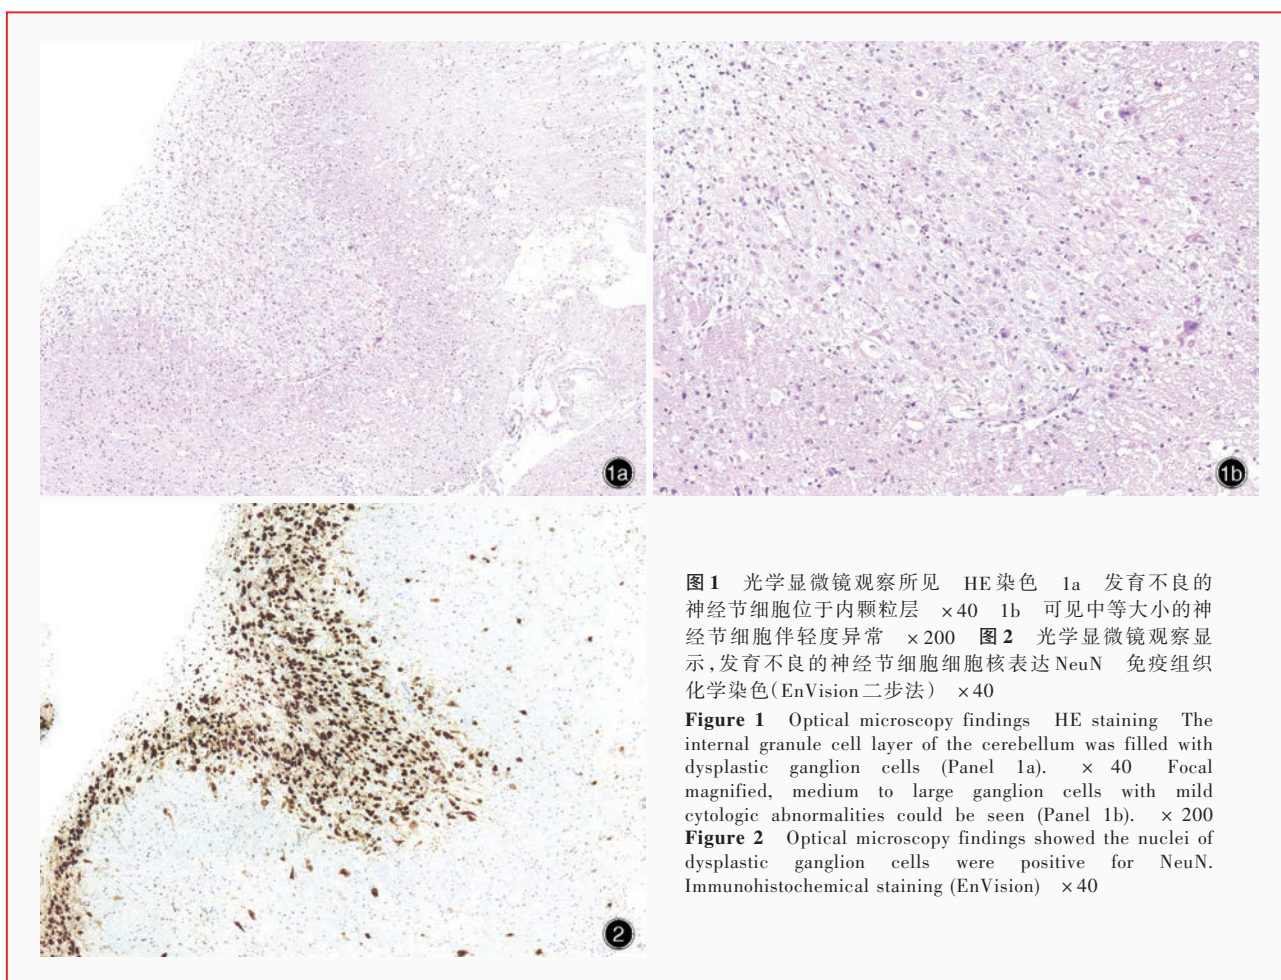 1a
1b
2
图1 光学显微镜观察所见 HE染色 1a 发育不良的
神经节细胞位于内颗粒层 ×40 1b 可见中等大小的神
经节细胞伴轻度异常 ×200 图2 光学显微镜观察显
示,发育不良的神经节细胞细胞核表达NeuN 免疫组织
化学染色(EnVision二步法) ×40
Figure 1 Optical microscopy findings HE staining The
internal granule cell layer of the cerebellum was filled with
dysplastic ganglion cells (Panel 1a). × 40 Focal
magnified, medium to large ganglion cells with mild
cytologic abnormalities could be seen (Panel 1b). × 200
Figure 2 Optical microscopy findings showed the nuclei of
dysplastic ganglion cells were positive for NeuN.
Immunohistochemical staining (EnVision) ×40